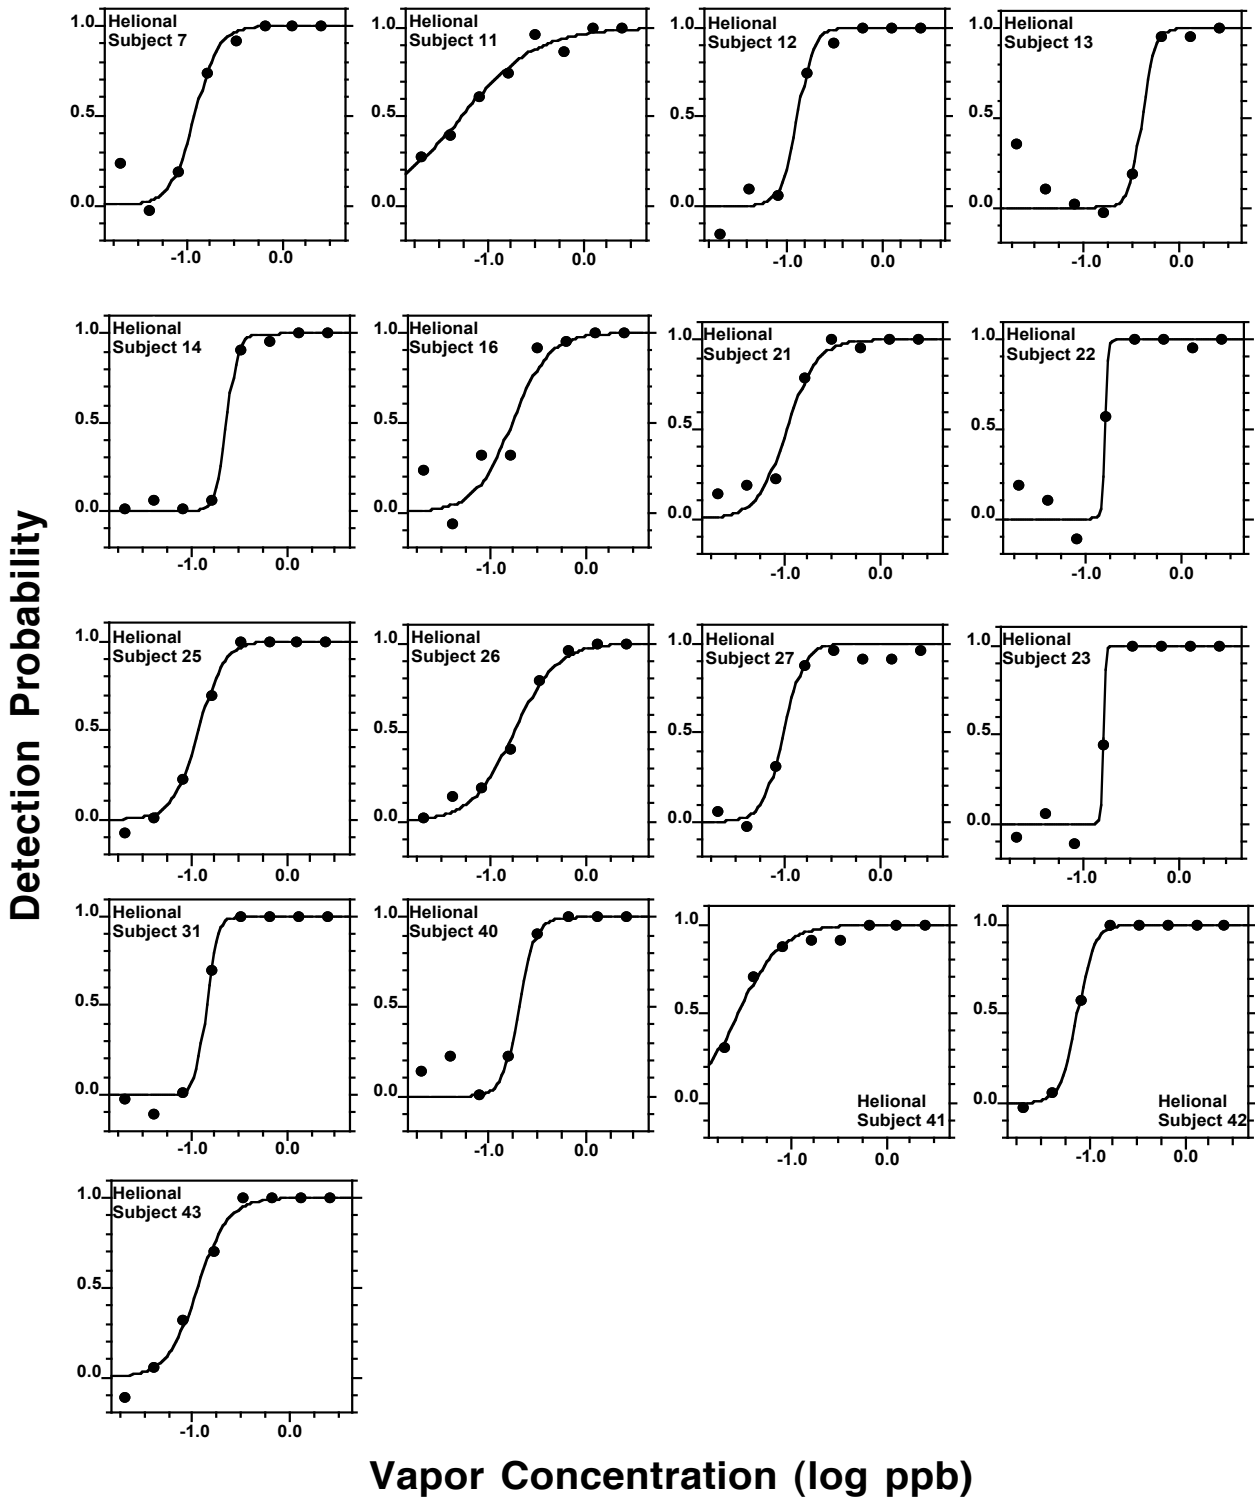 Helional
Subject 7
1.0
0.5
0.0
-1.0 0.0
Helional
Subject 11
1.0
0.5
0.0
-1.0 0.0
Helional
Subject 12
1.0
0.5
0.0
-1.0 0.0
Helional
Subject 13
1.0
0.5
0.0
-1.0 0.0
Helional
Subject 14
1.0
0.5
0.0
-1.0 0.0
Helional
Subject 16
1.0
0.5
0.0
-1.0 0.0
Helional
Subject 21
1.0
0.5
0.0
-1.0 0.0
Helional
Subject 22
1.0
0.5
0.0
-1.0 0.0
Helional
Subject 25
1.0
0.5
0.0
-1.0 0.0
Helional
Subject 26
1.0
0.5
0.0
-1.0 0.0
Helional
Subject 27
1.0
0.5
0.0
-1.0 0.0
Helional
Subject 23
1.0
0.5
0.0
-1.0 0.0
Helional
Subject 31
1.0
0.5
0.0
-1.0 0.0
Helional
Subject 40
1.0
0.5
0.0
-1.0 0.0
1.0
0.5
0.0
Helional
Subject 41
-1.0 0.0
1.0
0.5
0.0
Helional
Subject 42
-1.0 0.0
Helional
Subject 43
1.0
0.5
0.0
-1.0 0.0
Detection Probability
Vapor Concentration (log ppb)